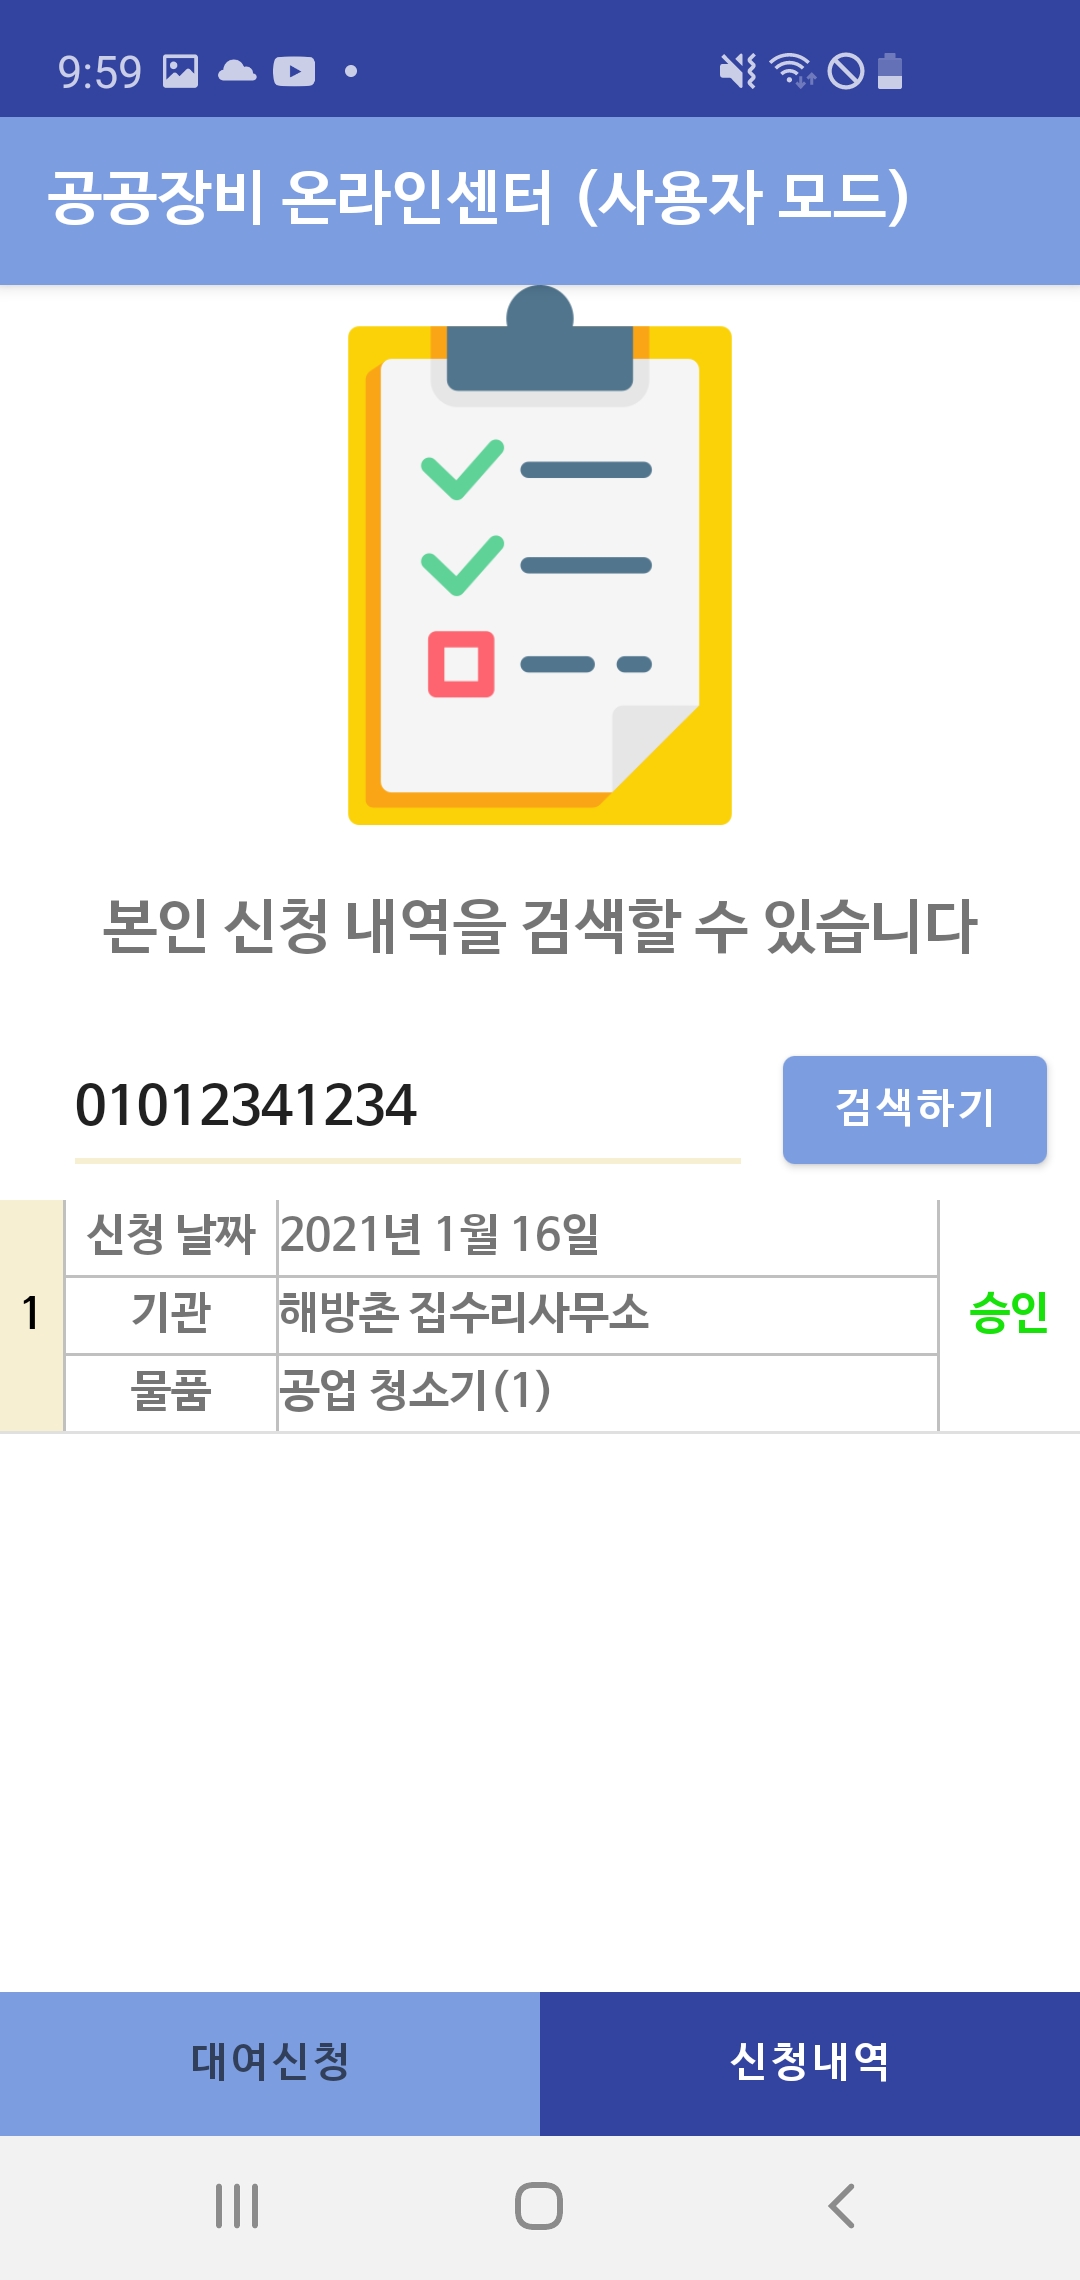 9:59
공공장비 온라인센터 (사용자 모드)
본인 신청 내역을 검색할 수 있습니다
01012341234 검색하기
신청 날짜 2021년 1월 16일
1 기관 해방촌 집수리사무소 승인
물품 공업 청소기(1)
대여신청 신청내역